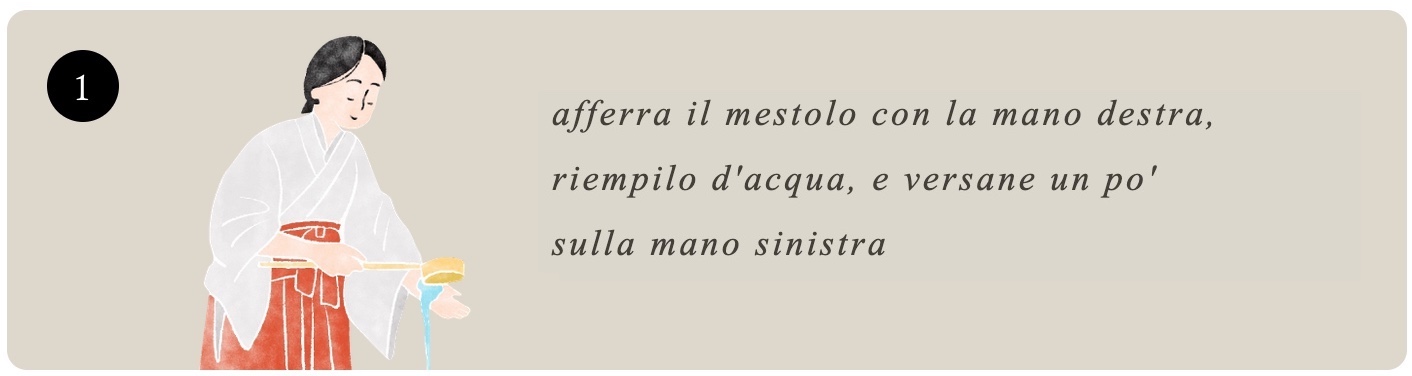 1
afferra il mestolo con la mano destra,
riempilo d'acqua, e versane un po'
sulla mano sinistra